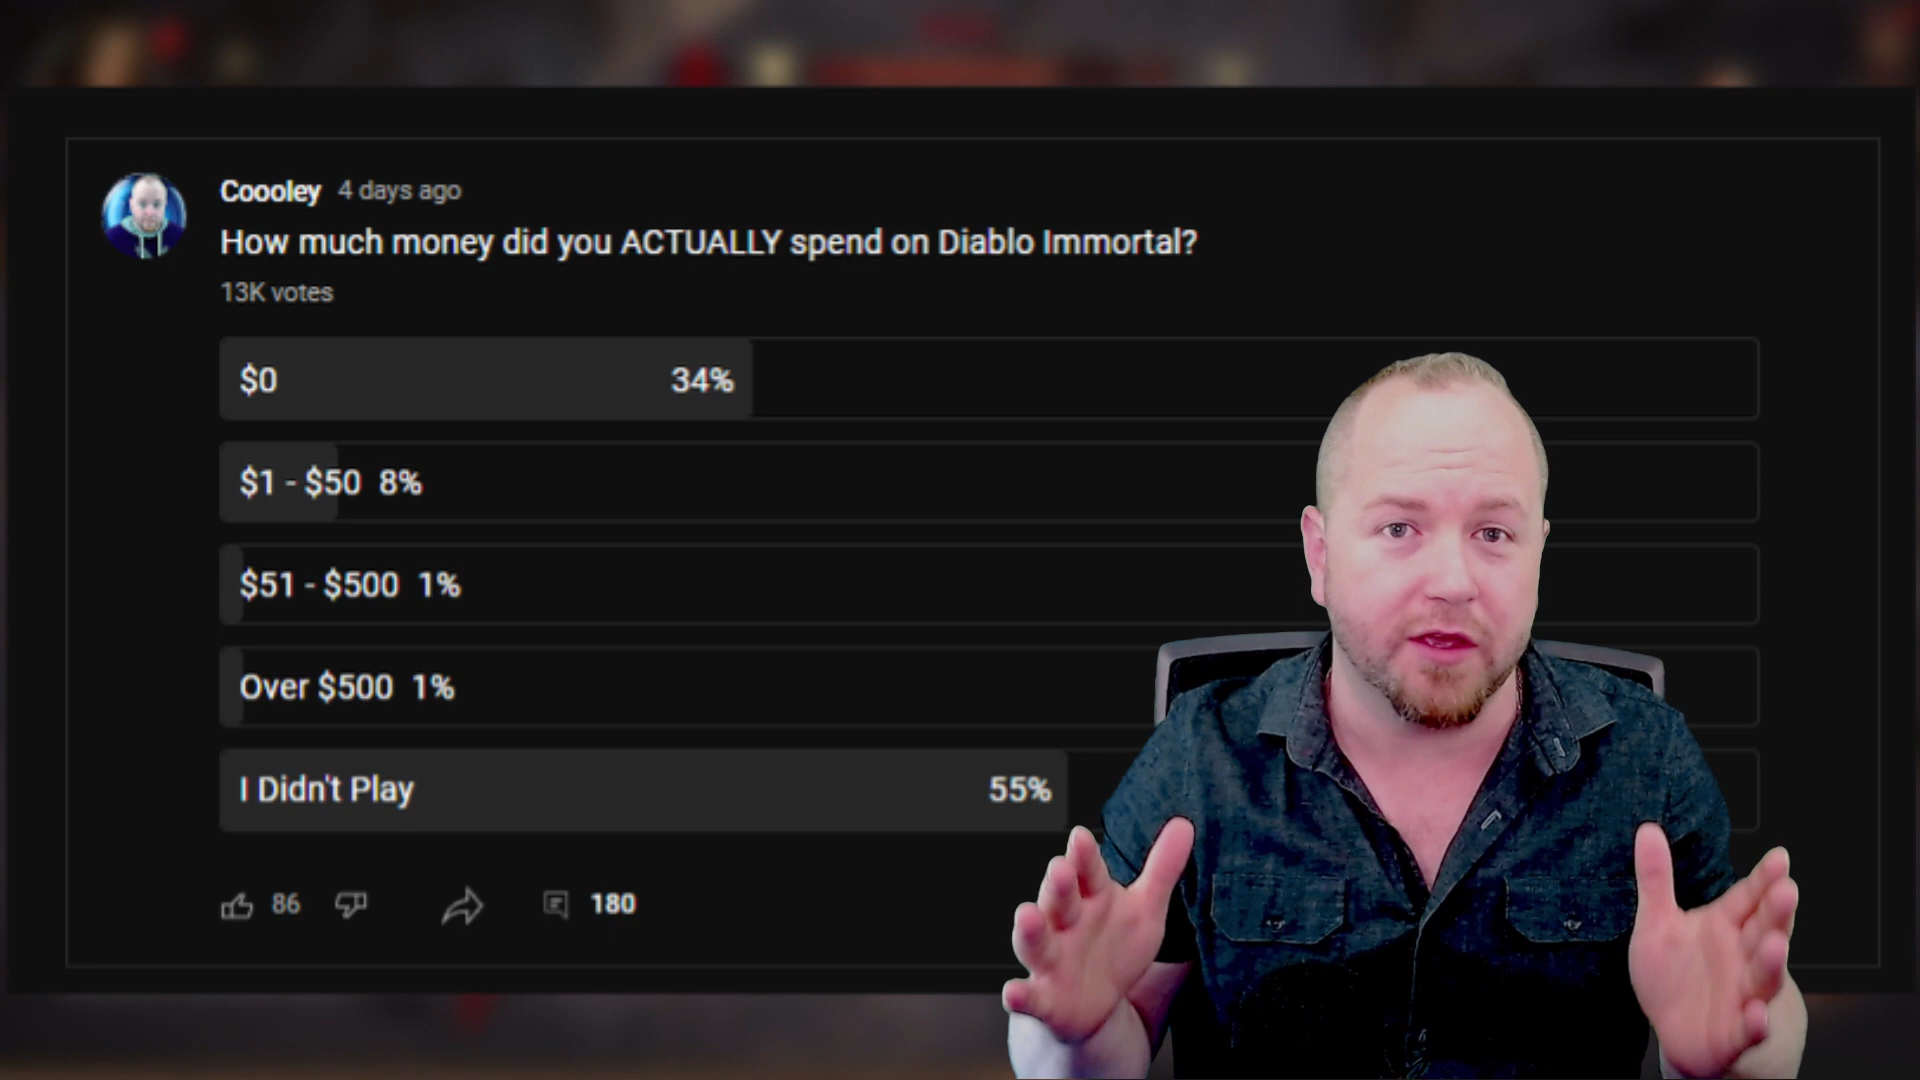 Coooley 4 days ago
How much money did you ACTUALLY spend on Diablo Immortal?
13K votes
$0 34%
$1 - $50 8%
$51 - $500 1%
Over $500 1%
I Didn't Play 55%
86 180